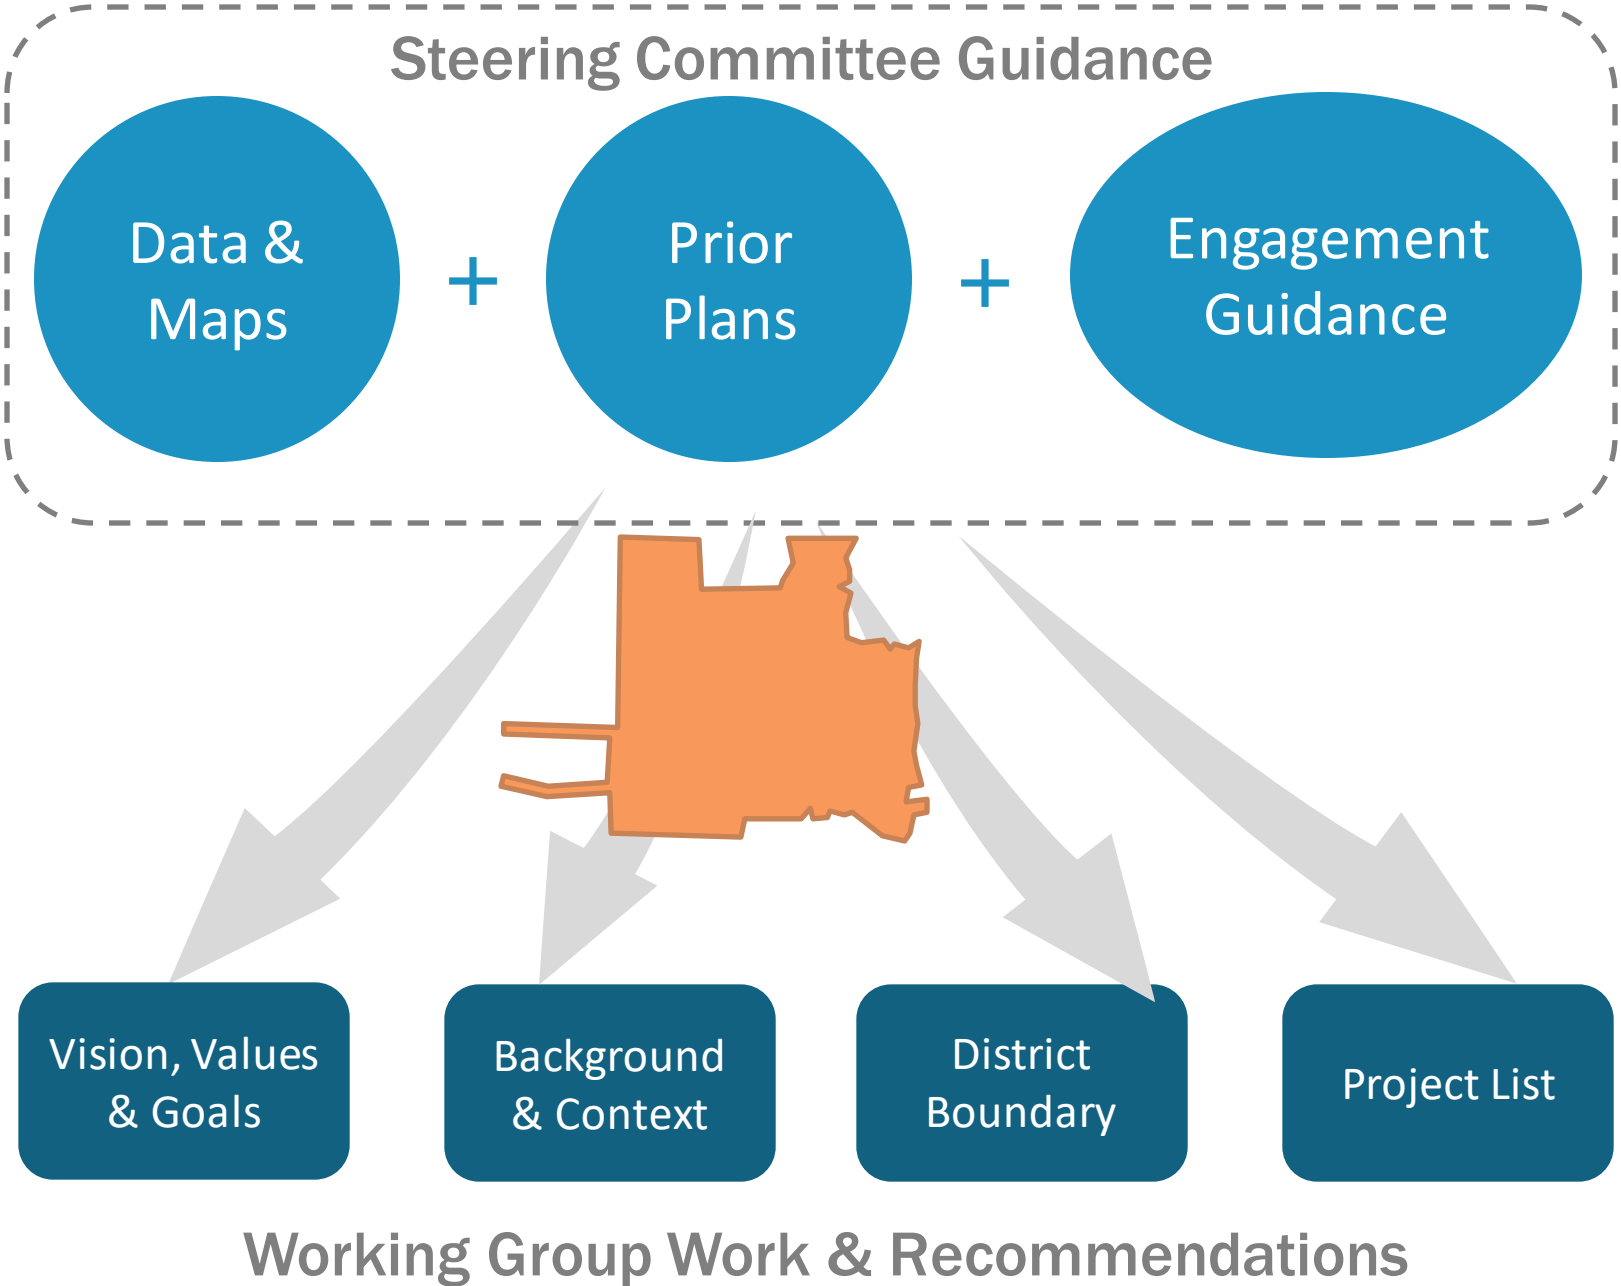 Steering Committee Guidance
Data &
Maps
+
Prior
Plans
+
Engagement
Guidance
Vision, Values
& Goals
Background
& Context
District
Boundary
Project List
Working Group Work & Recommendations